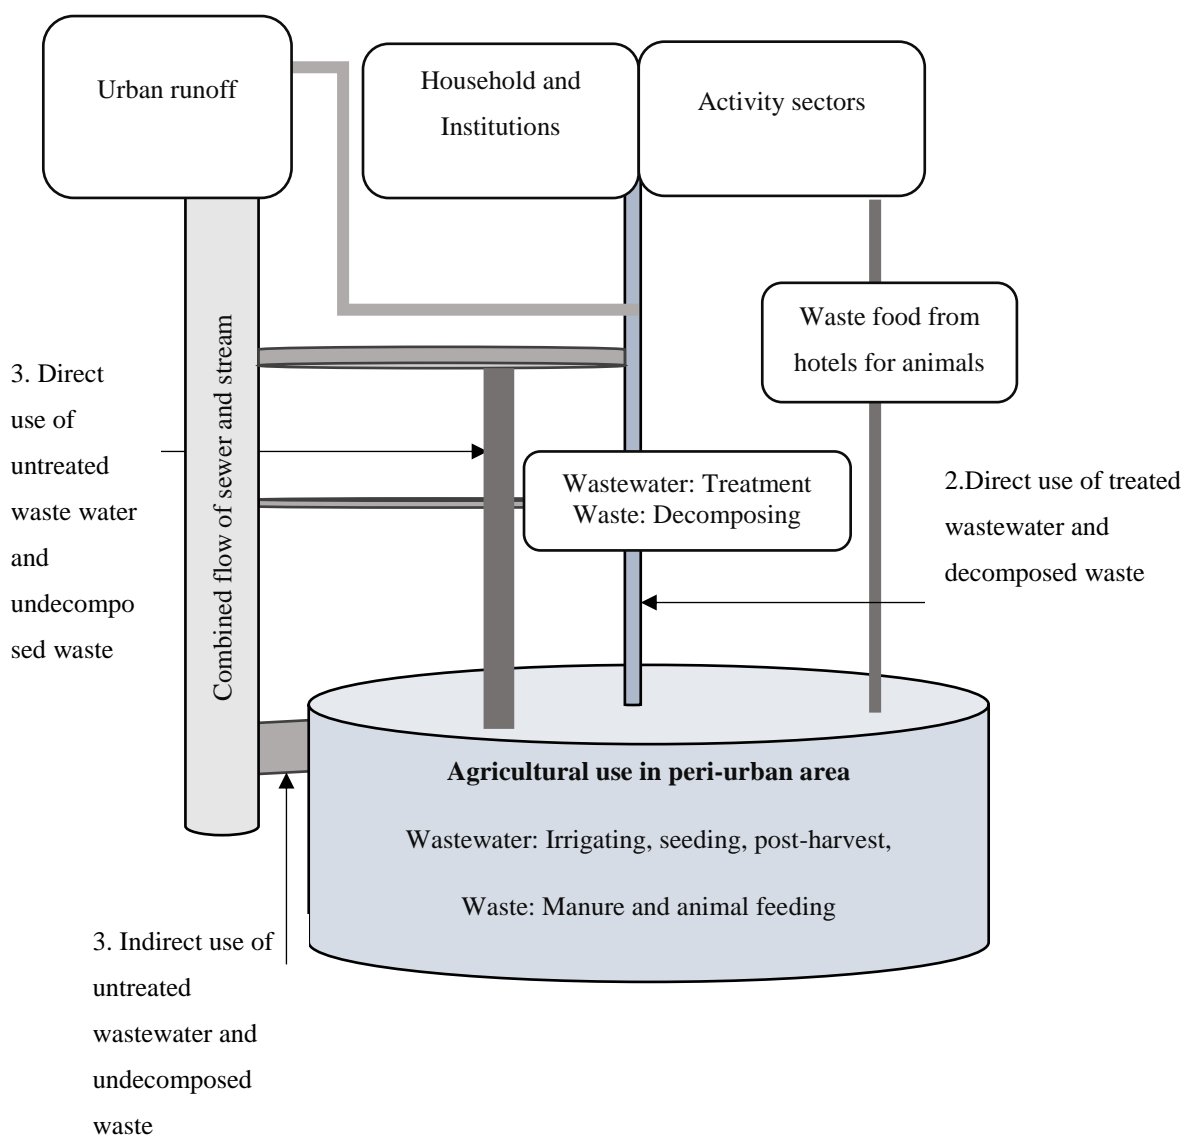 Urban runoff
Household and
Institutions
Activity sectors
Waste food from
hotels for animals
Combined flow of sewer and stream
3. Direct
use of
untreated
waste water
and
undecompo
sed waste
Wastewater: Treatment
Waste: Decomposing
2.Direct use of treated
wastewater and
decomposed waste
Agricultural use in peri-urban area
Wastewater: Irrigating, seeding, post-harvest,
Waste: Manure and animal feeding
3. Indirect use of
untreated
wastewater and
undecomposed
waste